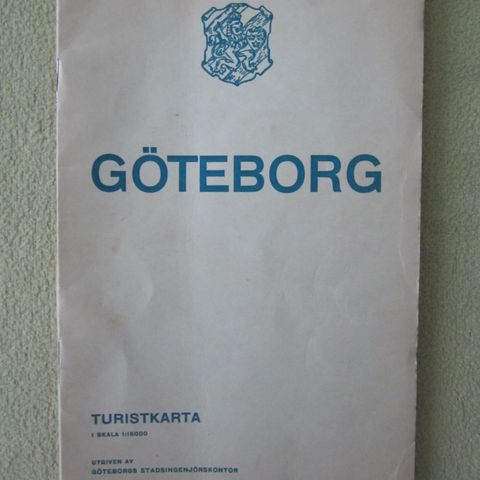 GÖTEBORG
TURISTKARTA
I SKALA 1:15000
UTGIVEN AV
GÖTEBORGS STADSINGENJÖRSKONTOR